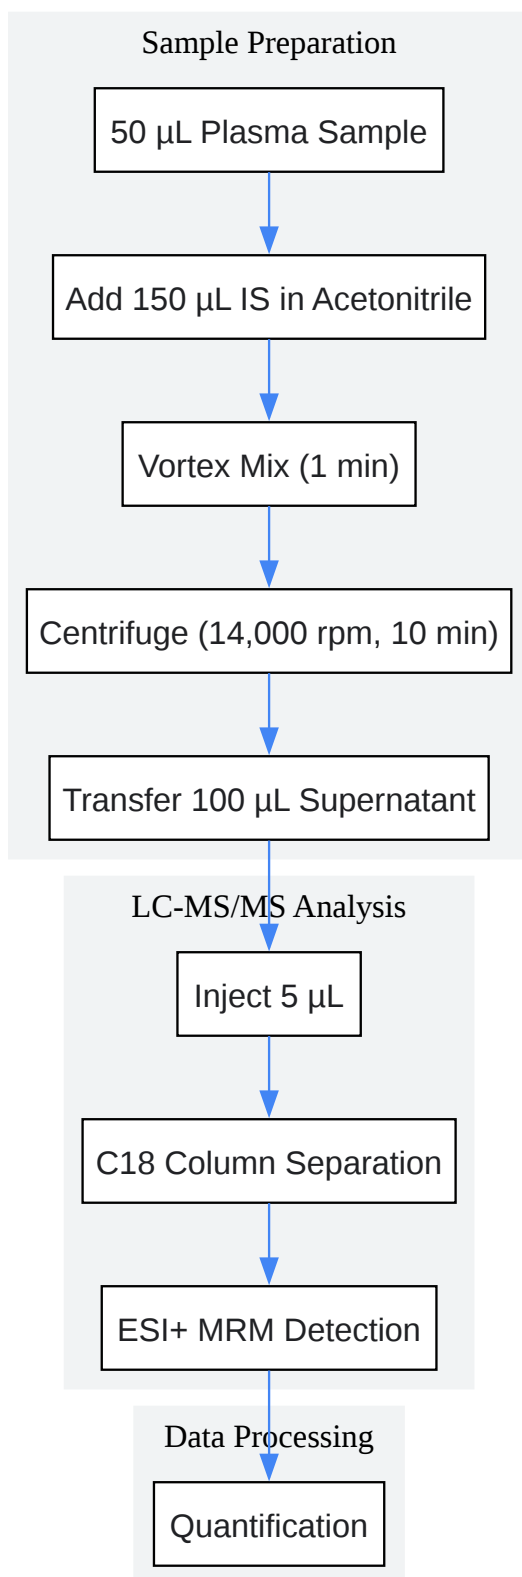 Sample Preparation
50 µL Plasma Sample
Add 150 µL IS in Acetonitrile
Vortex Mix (1 min)
Centrifuge (14,000 rpm, 10 min)
Transfer 100 µL Supernatant
LC-MS/MS Analysis
Inject 5 µL
C18 Column Separation
ESI+ MRM Detection
Data Processing
Quantification